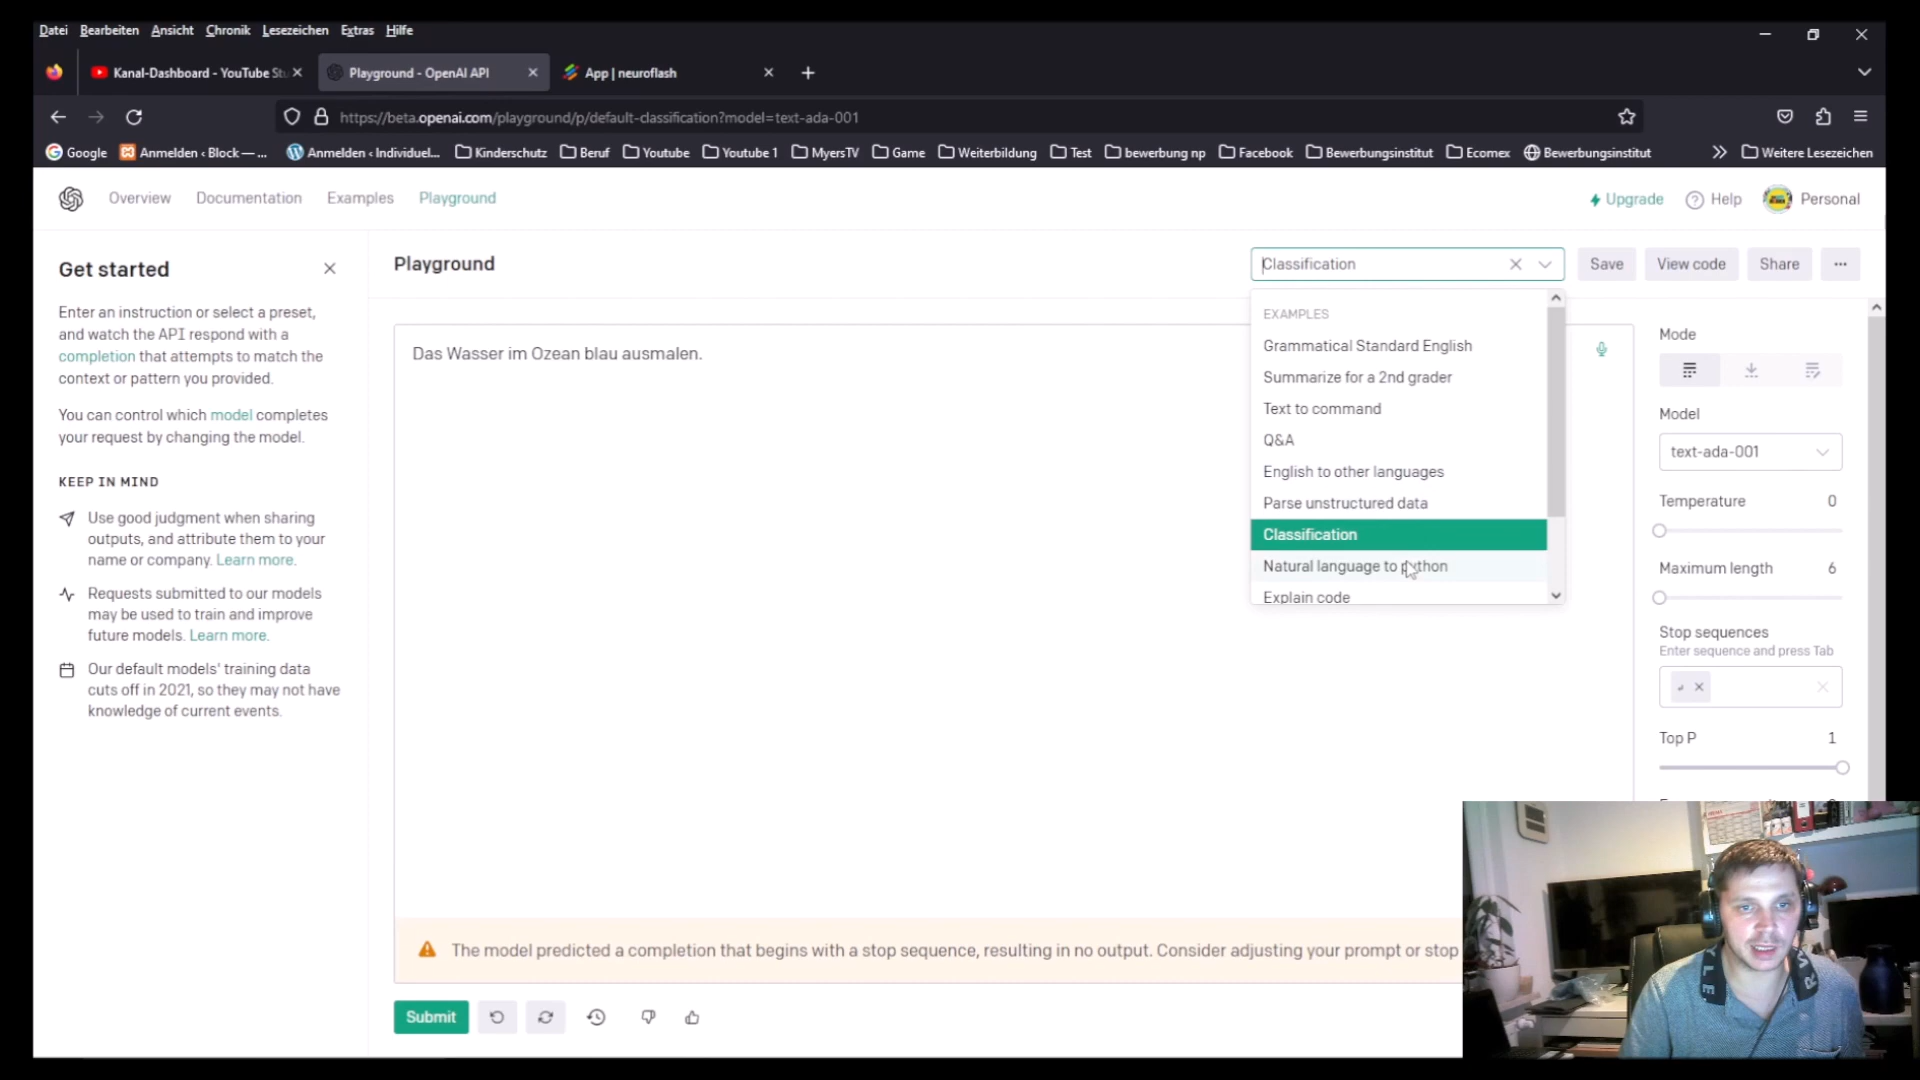 Datei Bearbeiten Ansicht Chronik Lesezeichen Extras Hilfe
Kanal-Dashboard - YouTube Stu
Playground - OpenAI API
App | neuroflash
https://beta.openai.com/playground/p/default-classification?model=text-ada-001
Google Anmelden ‹ Block — ... Anmelden ‹ Individuel... Kinderschutz Beruf Youtube Youtube 1 MyersTV Game Weiterbildung Test bewerbung np Facebook Bewerbungsinstitut Ecomex Bewerbungsinstitut Weitere Lesezeichen
Overview Documentation Examples Playground
Upgrade Help Personal
Get started
Enter an instruction or select a preset,
and watch the API respond with a
completion that attempts to match the
context or pattern you provided.
You can control which model completes
your request by changing the model.
KEEP IN MIND
Use good judgment when sharing
outputs, and attribute them to your
name or company. Learn more.
Requests submitted to our models
may be used to train and improve
future models. Learn more.
Our default models' training data
cuts off in 2021, so they may not have
knowledge of current events.
Playground
Classification
Save View code Share ...
Das Wasser im Ozean blau ausmalen.
EXAMPLES
Grammatical Standard English
Summarize for a 2nd grader
Text to command
Q&A
English to other languages
Parse unstructured data
Classification
Natural language to python
Explain code
Mode
Model
text-ada-001
Temperature 0
Maximum length 6
Stop sequences
Enter sequence and press Tab
Top P 1
The model predicted a completion that begins with a stop sequence, resulting in no output. Consider adjusting your prompt or stop
Submit